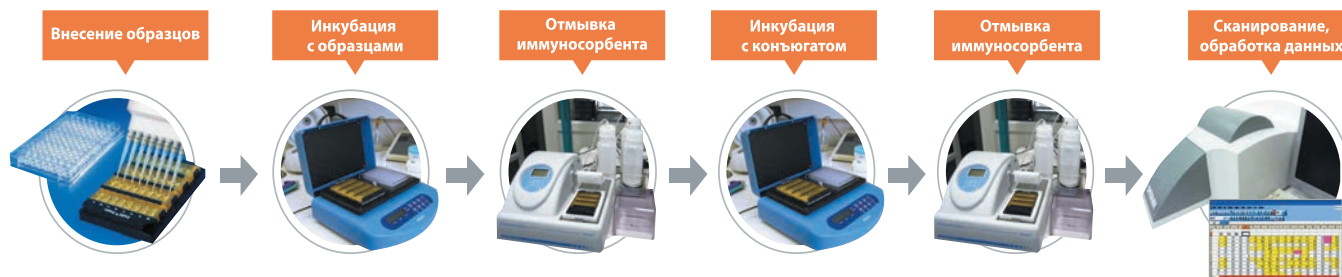 Внесение образцов
Инкубация
с образцами
Отмывка
иммуносорбента
Инкубация
с конъюгатом
Отмывка
иммуносорбента
Сканирование,
обработка данных